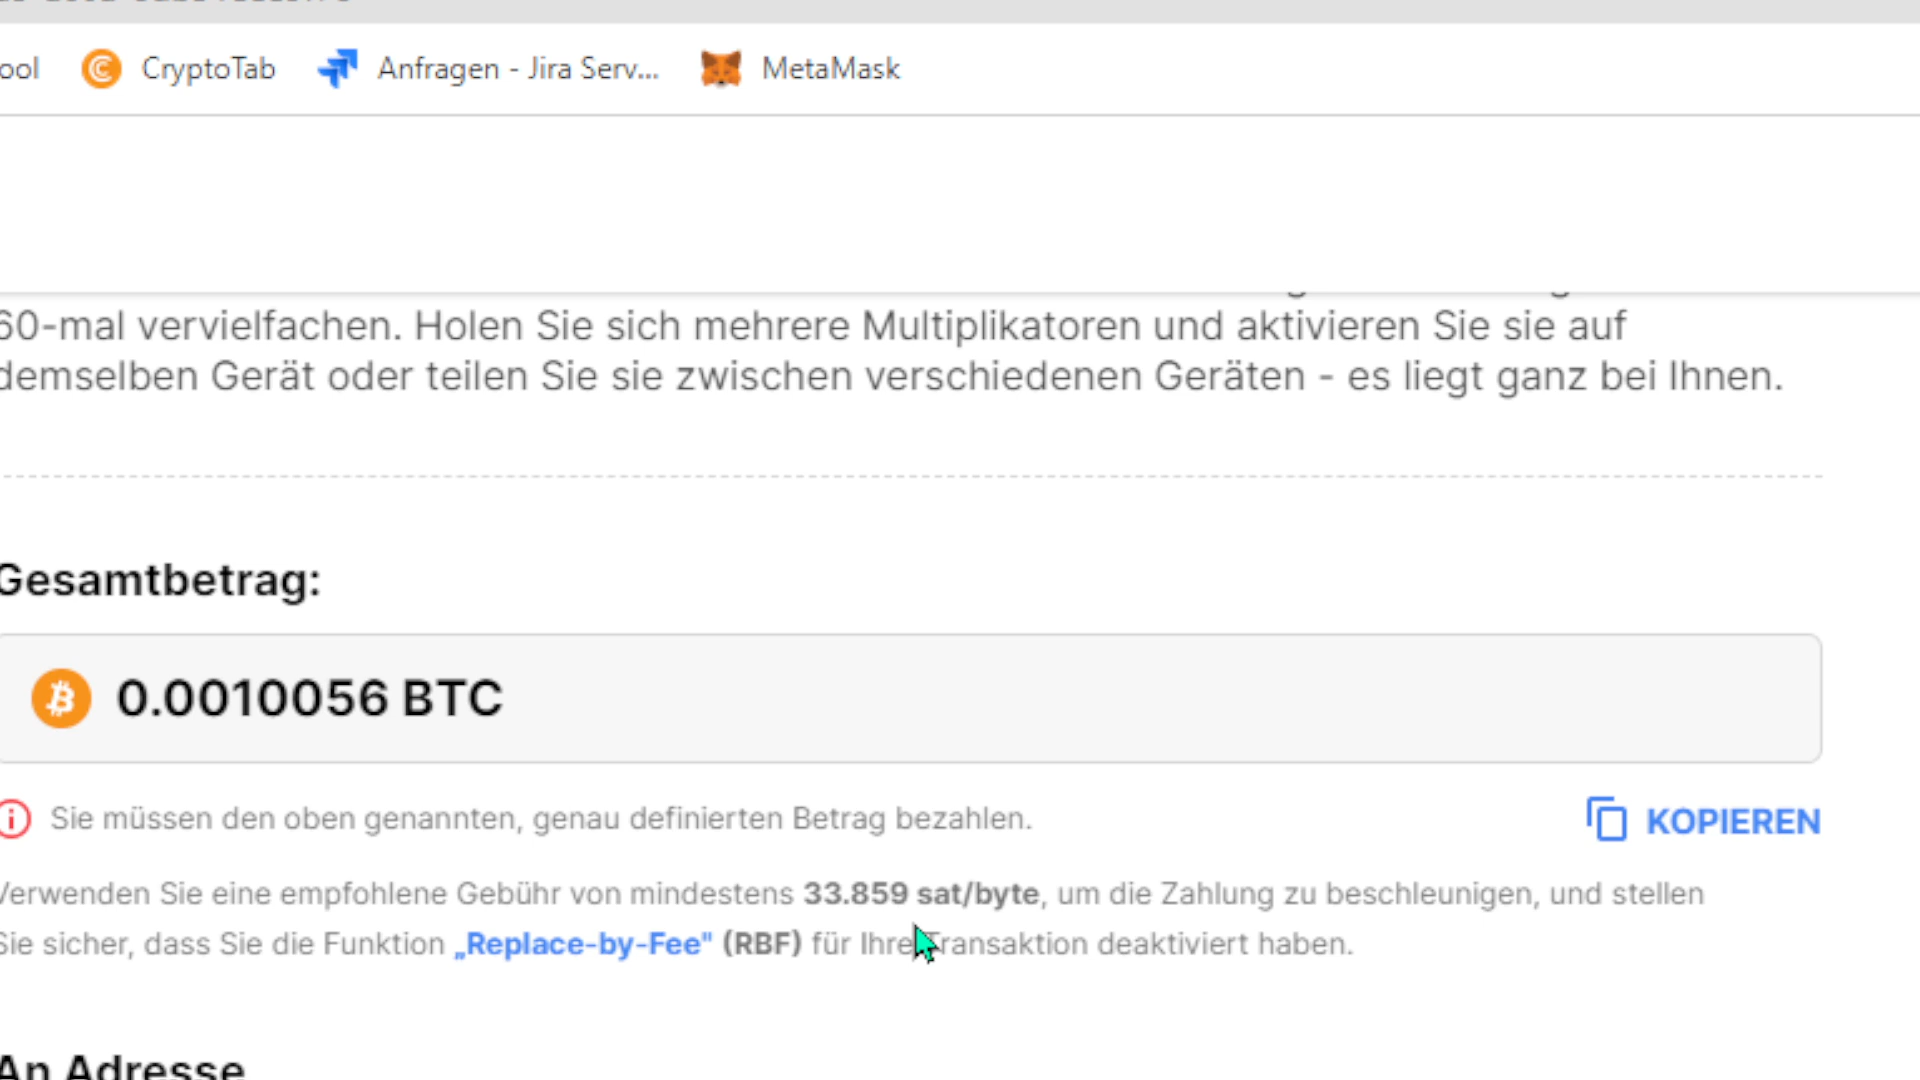 ool CryptoTab Anfragen - Jira Serv... MetaMask
60-mal vervielfachen. Holen Sie sich mehrere Multiplikatoren und aktivieren Sie sie auf
demselben Gerät oder teilen Sie sie zwischen verschiedenen Geräten - es liegt ganz bei Ihnen.
Gesamtbetrag:
0.0010056 BTC
Sie müssen den oben genannten, genau definierten Betrag bezahlen. KOPIEREN
Verwenden Sie eine empfohlene Gebühr von mindestens 33.859 sat/byte, um die Zahlung zu beschleunigen, und stellen
Sie sicher, dass Sie die Funktion „Replace-by-Fee" (RBF) für Ihre Transaktion deaktiviert haben.
An Adresse